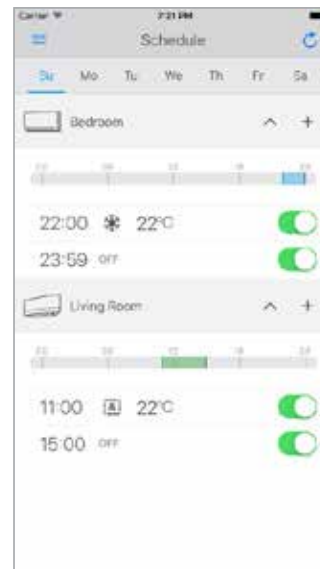 Carrier 7:21 PM
Schedule
Su Mo Tu We Th Fr Sa
Bedroom
22:00 22°C
23:59 OFF
Living Room
12
11:00 A 22°C
15:00 OFF